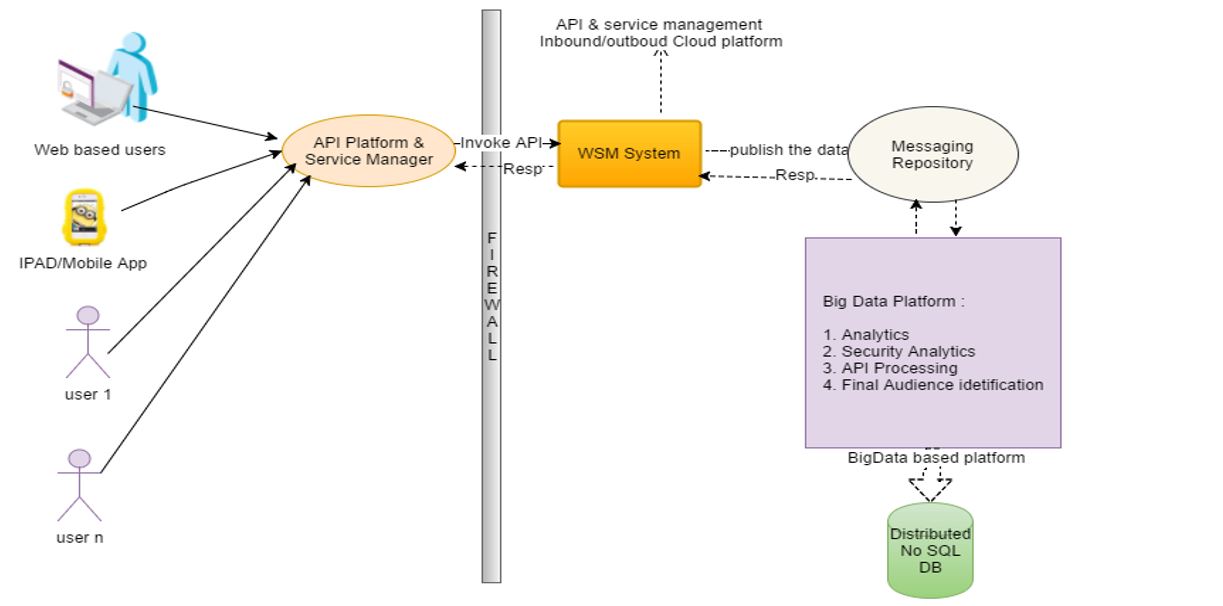 API & service management
Inbound/outboud Cloud platform
Web based users
API Platform &
Service Manager
Invoke API
Resp
WSM System
publish the data
Resp
Messaging
Repository
IPAD/Mobile App
F
I
R
E
W
A
L
L
Big Data Platform :
1. Analytics
2. Security Analytics
3. API Processing
4. Final Audience idetification
user 1
BigData based platform
user n
Distributed
No SQL
DB